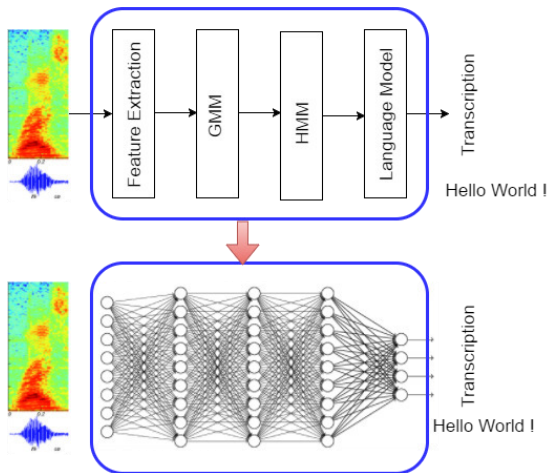 Feature Extraction
GMM
HMM
Language Model
Transcription
Hello World !
Transcription
Hello World !